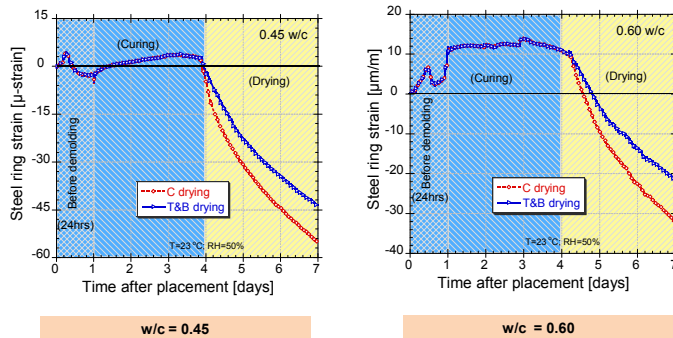 15
0
-15
-30
-45
-60
Steel ring strain [μ-strain]
0.45 w/c
(Curing)
(Drying)
Before demolding
(24hrs)
C drying
T&B drying
T=23 °C; RH=50%
0 1 2 3 4 5 6 7
Time after placement [days]
w/c = 0.45
20
10
0
-10
-20
-30
-40
Steel ring strain [μm/m]
0.60 w/c
(Curing)
(Drying)
Before demolding
(24hrs)
C drying
T&B drying
T=23 °C; RH=50%
0 1 2 3 4 5 6 7
Time after placement [days]
w/c = 0.60